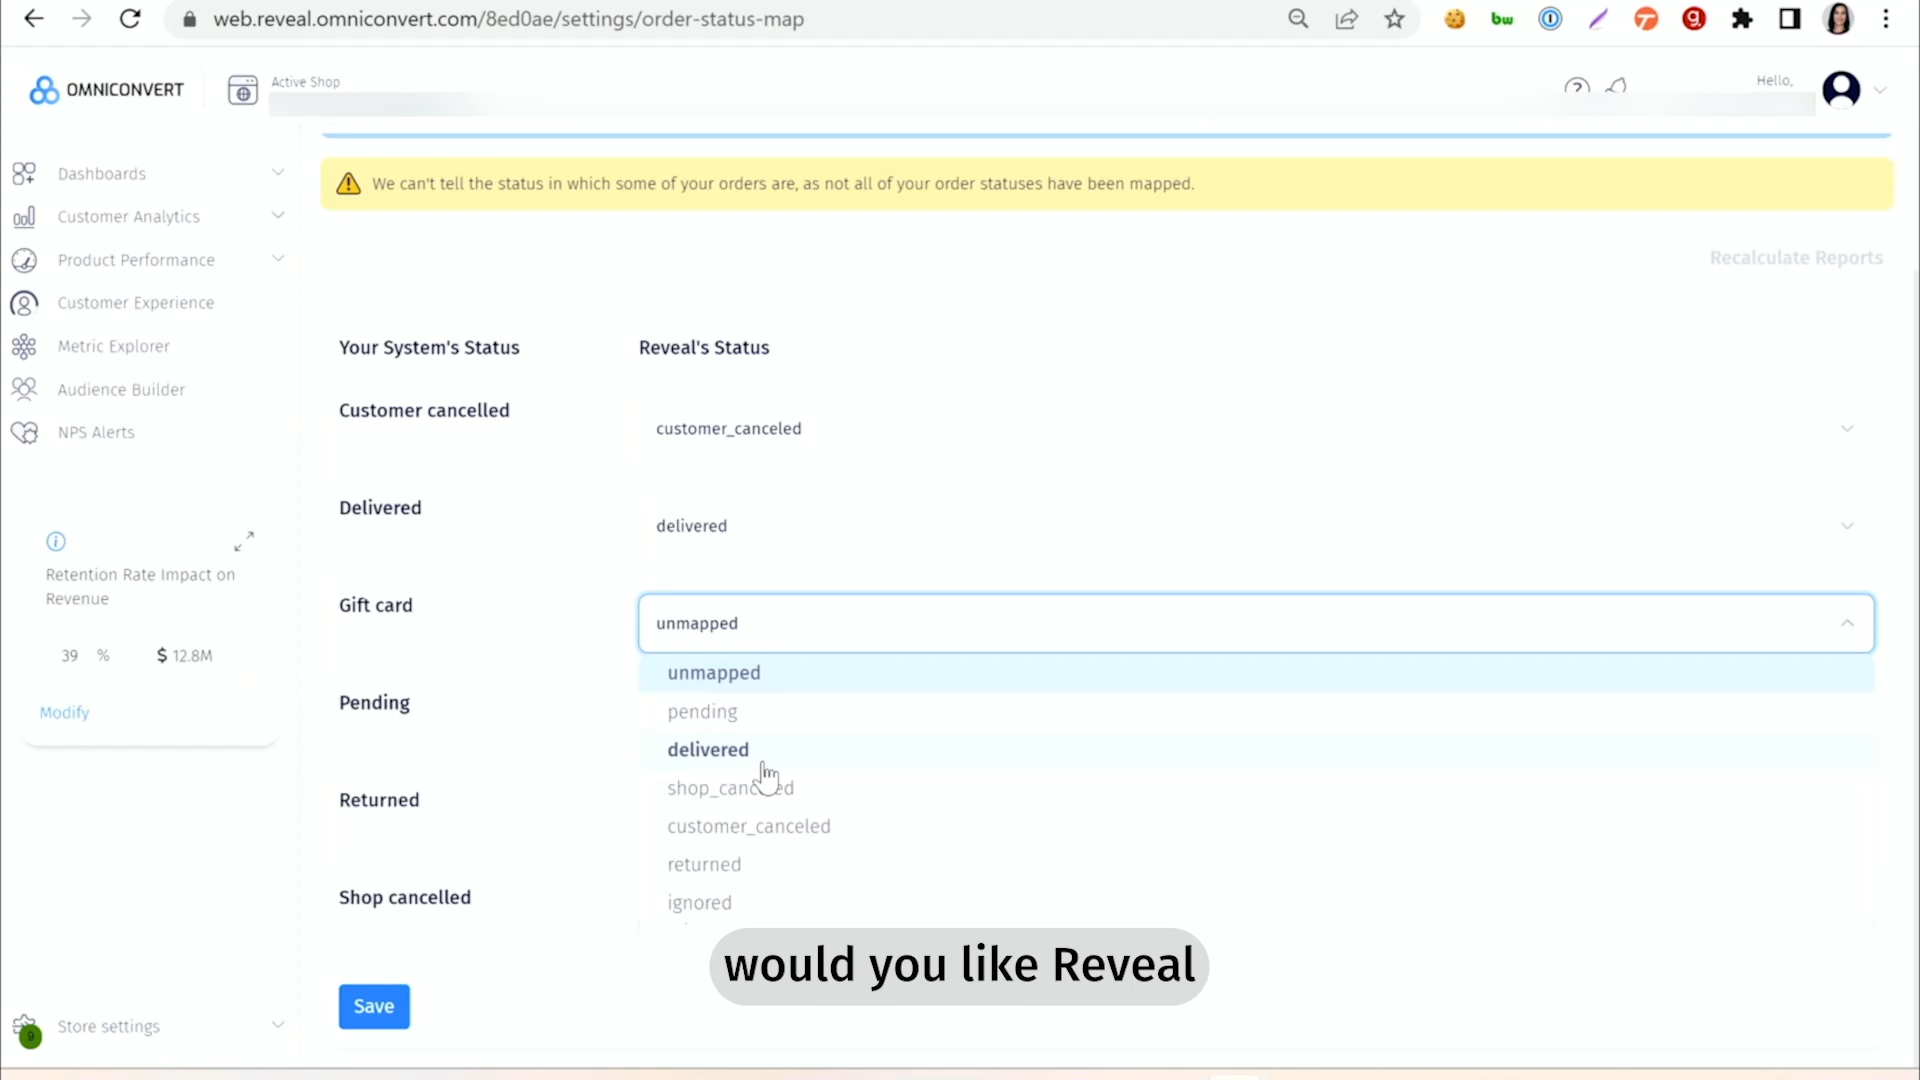 web.reveal.omniconvert.com/8ed0ae/settings/order-status-map
bw
OMNICONVERT
Active Shop
Hello,
Dashboards
Customer Analytics
Product Performance
Customer Experience
Metric Explorer
Audience Builder
NPS Alerts
Retention Rate Impact on
Revenue
39 % $ 12.8M
Modify
Store settings
9
We can't tell the status in which some of your orders are, as not all of your order statuses have been mapped.
Recalculate Reports
Your System's Status Reveal's Status
Customer cancelled customer_canceled
Delivered delivered
Gift card unmapped
unmapped
pending
delivered
shop_canceled
customer_canceled
returned
ignored
Pending
Returned
Shop cancelled
Save
would you like Reveal